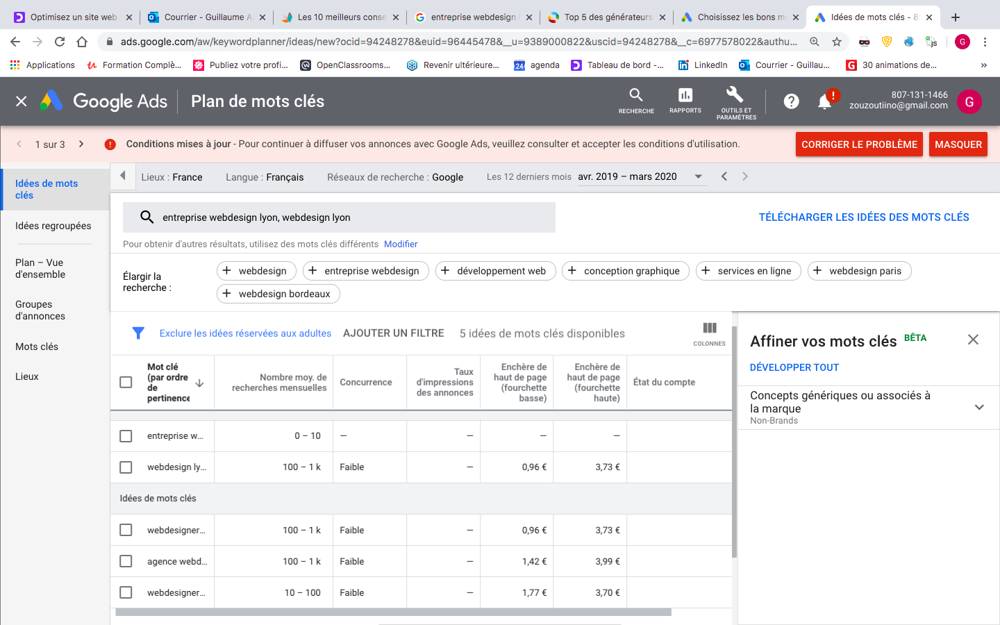 Optimisez un site web
Courrier - Guillaume A
Les 10 meilleurs conse
entreprise webdesign
Top 5 des générateurs
Choisissez les bons m
Idées de mots clés - 8
ads.google.com/aw/keywordplanner/ideas/new?ocid=94248278&euid=96445478&__u=9389000822&uscid=94248278&__c=6977578022&authu...
G
Applications
Formation Complè...
Publiez votre profi...
OpenClassrooms...
Revenir ultérieure...
24 agenda
Tableau de bord -...
LinkedIn
Courrier - Guillau...
30 animations de...
»
Google Ads
Plan de mots clés
RECHERCHE
RAPPORTS
OUTILS ET
PARAMÈTRES
807-131-1466
zouzoutiino@gmail.com
G
1 sur 3
Conditions mises à jour - Pour continuer à diffuser vos annonces avec Google Ads, veuillez consulter et accepter les conditions d'utilisation.
CORRIGER LE PROBLÈME
MASQUER
Idées de mots
clés
Idées regroupées
Plan – Vue
d'ensemble
Groupes
d'annonces
Mots clés
Lieux
Lieux : France
Langue : Français
Réseaux de recherche : Google
Les 12 derniers mois
avr. 2019 – mars 2020
entreprise webdesign lyon, webdesign lyon
TÉLÉCHARGER LES IDÉES DES MOTS CLÉS
Pour obtenir d'autres résultats, utilisez des mots clés différents Modifier
Élargir la
recherche :
+ webdesign
+ entreprise webdesign
+ développement web
+ conception graphique
+ services en ligne
+ webdesign paris
+ webdesign bordeaux
Exclure les idées réservées aux adultes
AJOUTER UN FILTRE
5 idées de mots clés disponibles
COLONNES
Mot clé
(par ordre
de
pertinence
Nombre moy. de
recherches mensuelles
Concurrence
Taux
d'impressions
des annonces
Enchère de
haut de page
(fourchette
basse)
Enchère de
haut de page
(fourchette
haute)
État du compte
entreprise w... 0 – 10 — — — —
webdesign ly... 100 – 1 k Faible — 0,96 € 3,73 €
Idées de mots clés
webdesigner... 100 – 1 k Faible — 0,96 € 3,73 €
agence webd... 100 – 1 k Faible — 1,42 € 3,99 €
webdesigner... 10 – 100 Faible — 1,77 € 3,70 €
Affiner vos mots clés BÊTA
DÉVELOPPER TOUT
Concepts génériques ou associés à
la marque
Non-Brands